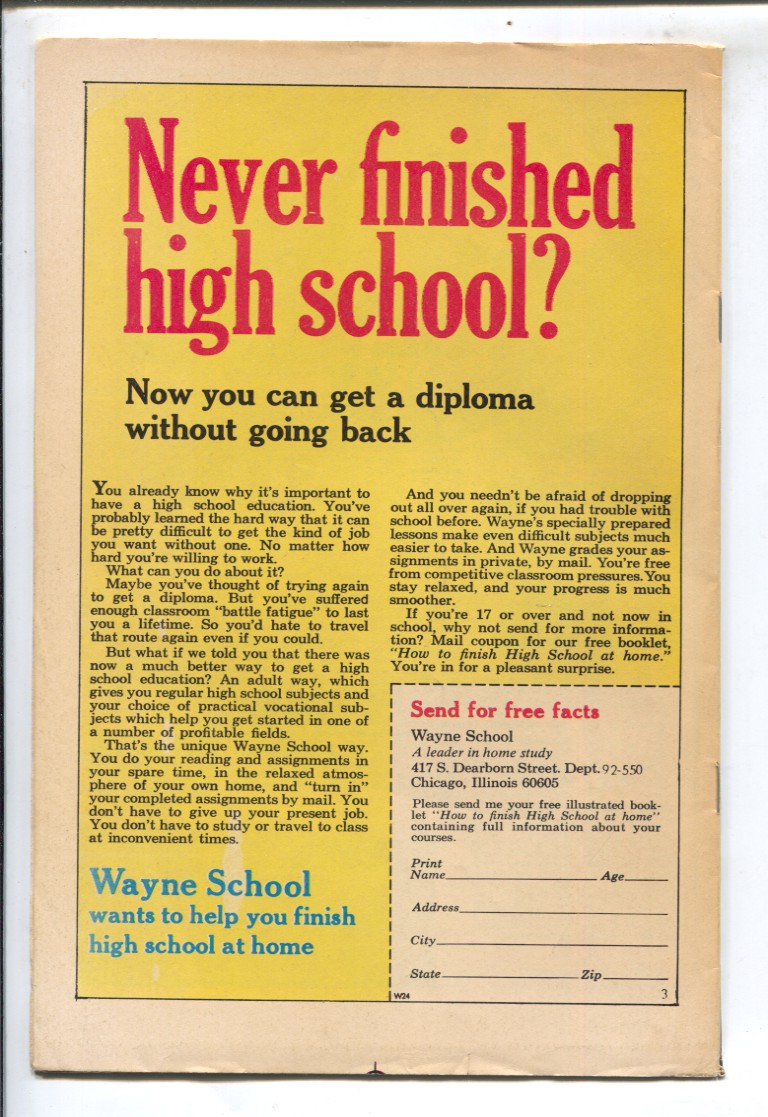 Never finished
high school?
Now you can get a diploma
without going back
You already know why it's important to
have a high school education. You've
probably learned the hard way that it can
be pretty difficult to get the kind of job
you want without one. No matter how
hard you're willing to work.
What can you do about it?
Maybe you've thought of trying again
to get a diploma. But you've suffered
enough classroom "battle fatigue" to last
you a lifetime. So you'd hate to travel
that route again even if you could.
But what if we told you that there was
now a much better way to get a high
school education? An adult way, which
gives you regular high school subjects and
your choice of practical vocational sub-
jects which help you get started in one of
a number of profitable fields.
That's the unique Wayne School way.
You do your reading and assignments in
your spare time, in the relaxed atmos-
phere of your own home, and "turn in"
your completed assignments by mail. You
don't have to give up your present job.
You don't have to study or travel to class
at inconvenient times.
Wayne School
wants to help you finish
high school at home
And you needn't be afraid of dropping
out all over again, if you had trouble with
school before. Wayne's specially prepared
lessons make even difficult subjects much
easier to take. And Wayne grades your as-
signments in private, by mail. You're free
from competitive classroom pressures. You
stay relaxed, and your progress is much
smoother.
If you're 17 or over and not now in
school, why not send for more informa-
tion? Mail coupon for our free booklet,
"How to finish High School at home."
You're in for a pleasant surprise.
Send for free facts
Wayne School
A leader in home study
417 S. Dearborn Street. Dept. 92-550
Chicago, Illinois 60605
Please send me your free illustrated book-
let "How to finish High School at home"
containing full information about your
courses.
Print
Name Age
Address
City
State Zip
W24 3